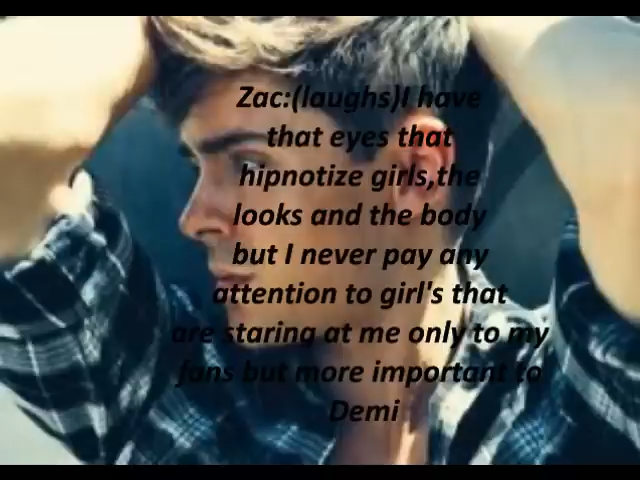 Zac:(laughs)I have
that eyes that
hipnotize girls,the
looks and the body
but I never pay any
attention to girl's that
are staring at me only to my
fans but more important to
Demi